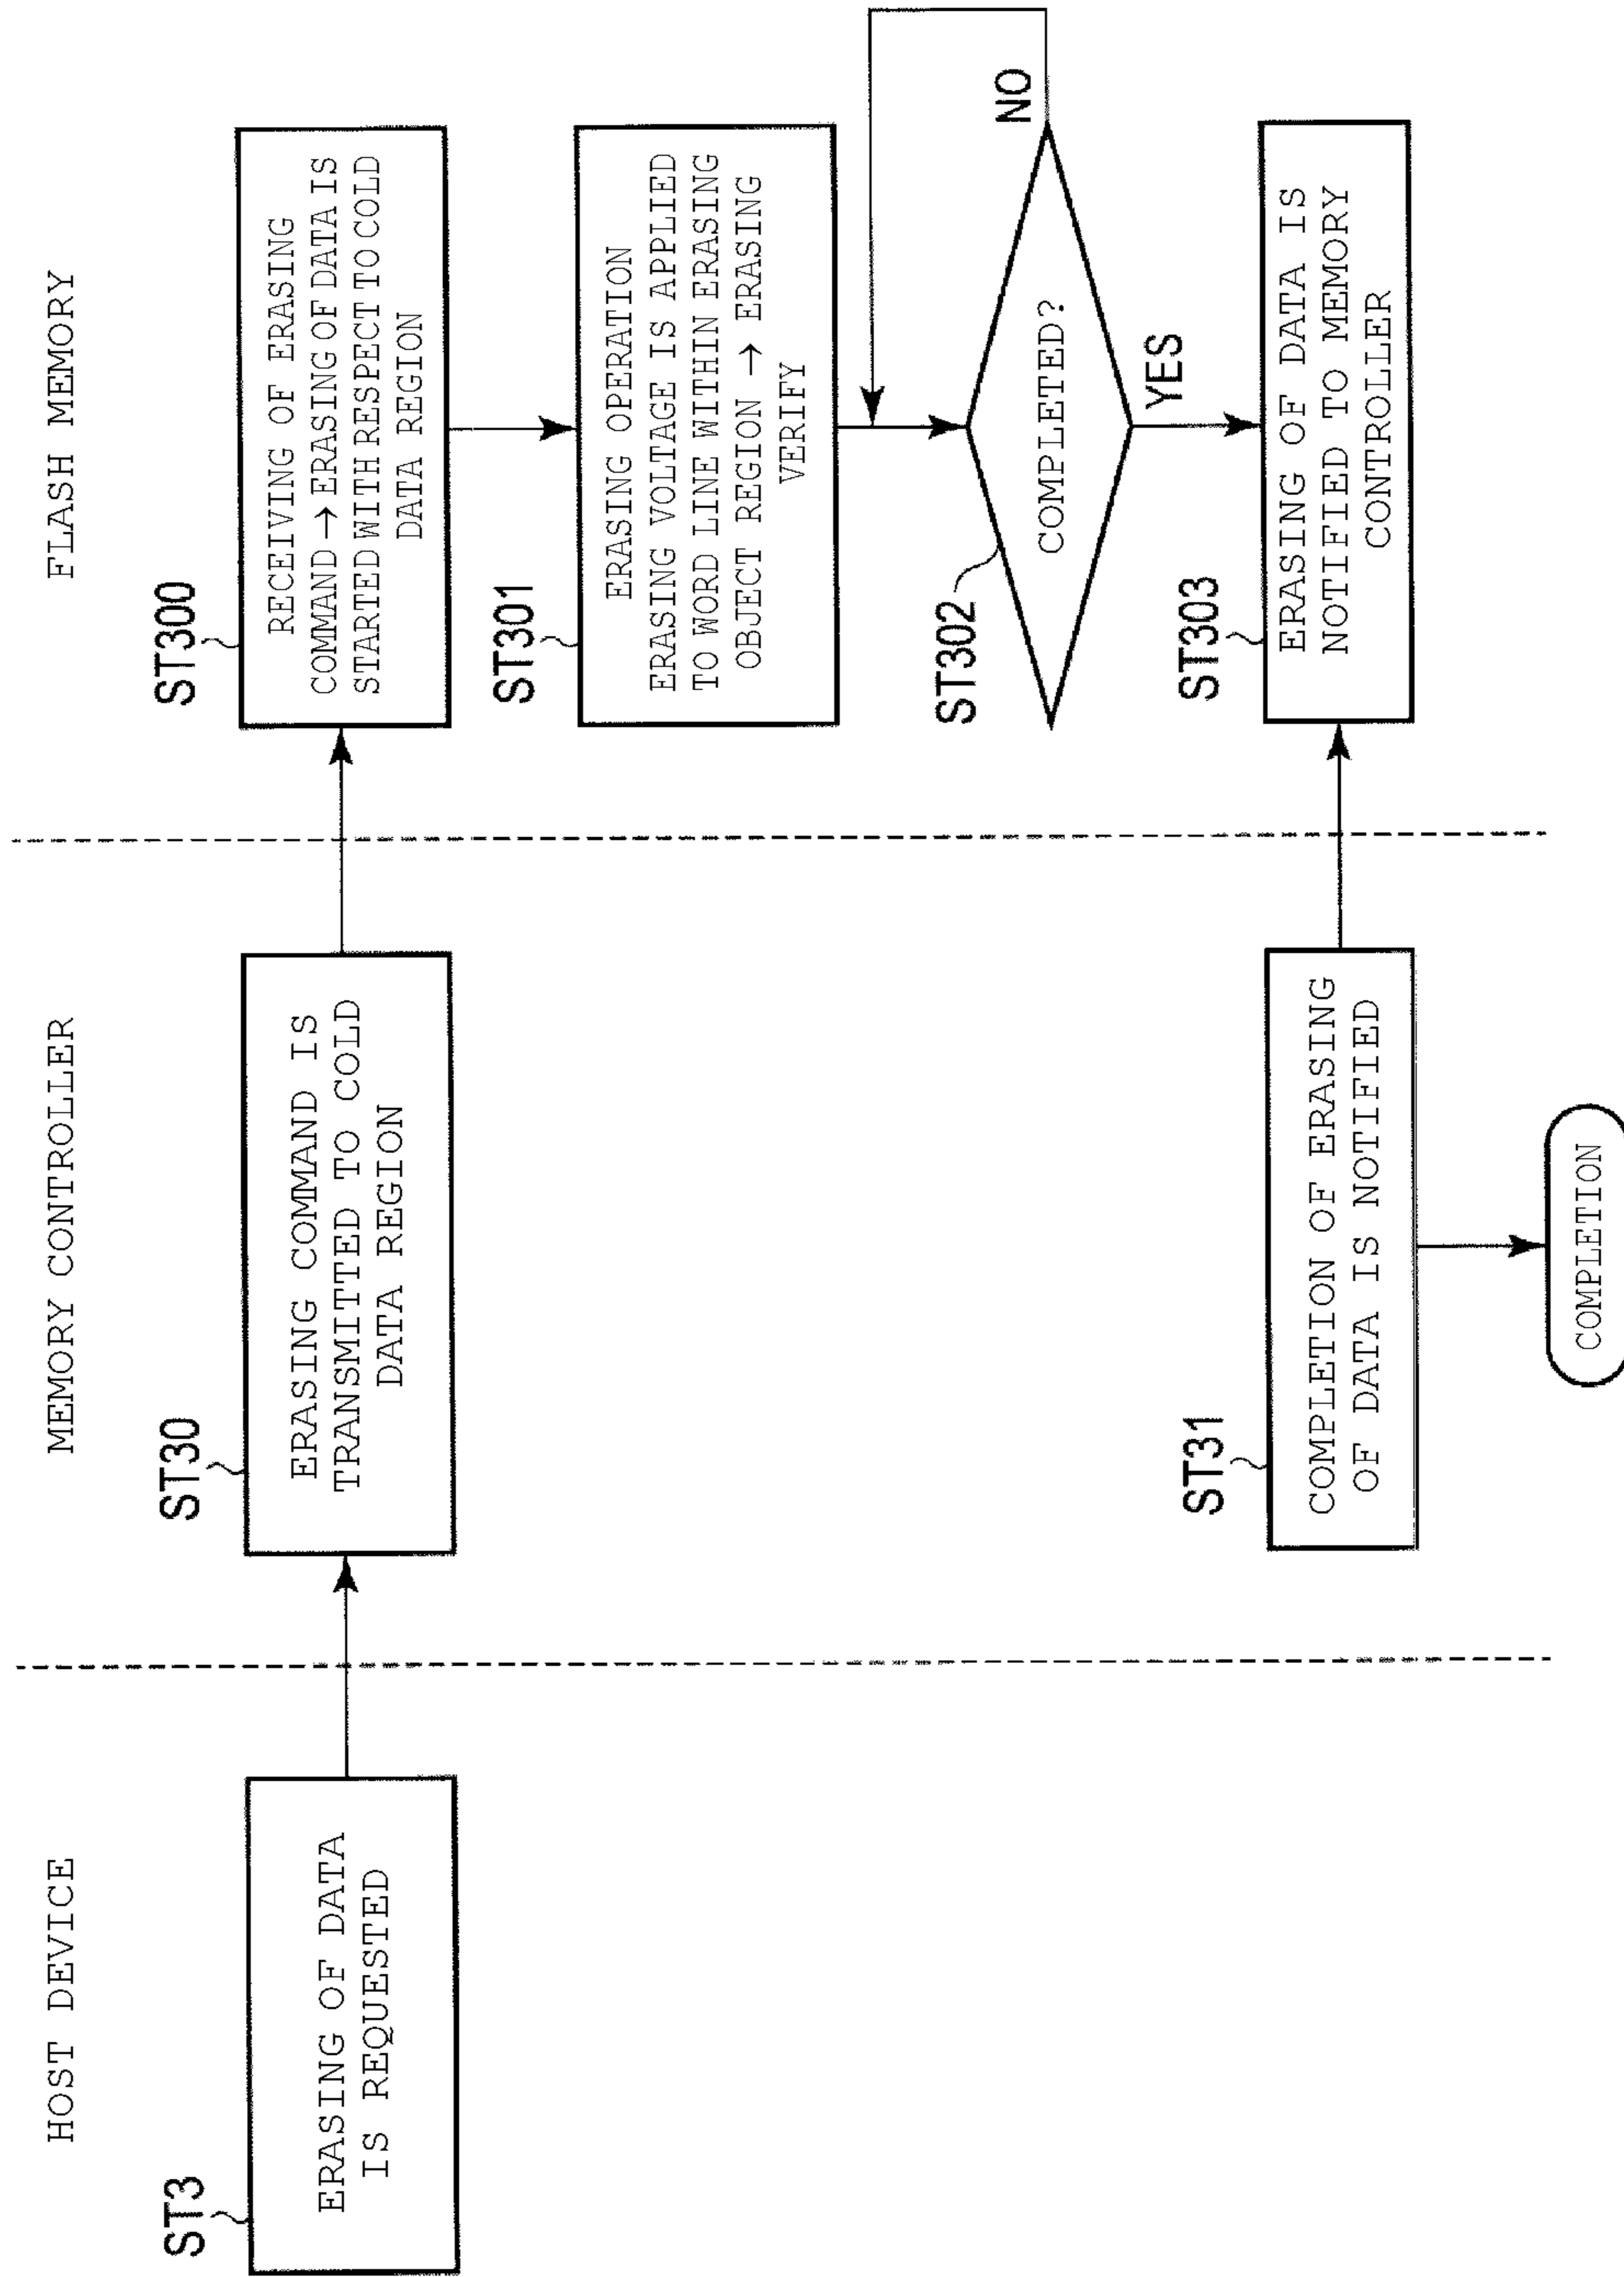 HOST DEVICE
MEMORY CONTROLLER
FLASH MEMORY
ST3
ERASING OF DATA
IS REQUESTED
ST30
ERASING COMMAND IS
TRANSMITTED TO COLD
DATA REGION
ST300
RECEIVING OF ERASING
COMMAND → ERASING OF DATA IS
STARTED WITH RESPECT TO COLD
DATA REGION
ST301
ERASING OPERATION
ERASING VOLTAGE IS APPLIED
TO WORD LINE WITHIN ERASING
OBJECT REGION → ERASING
VERIFY
ST302
COMPLETED?
NO
YES
ST303
ERASING OF DATA IS
NOTIFIED TO MEMORY
CONTROLLER
ST31
COMPLETION OF ERASING
OF DATA IS NOTIFIED
COMPLETION